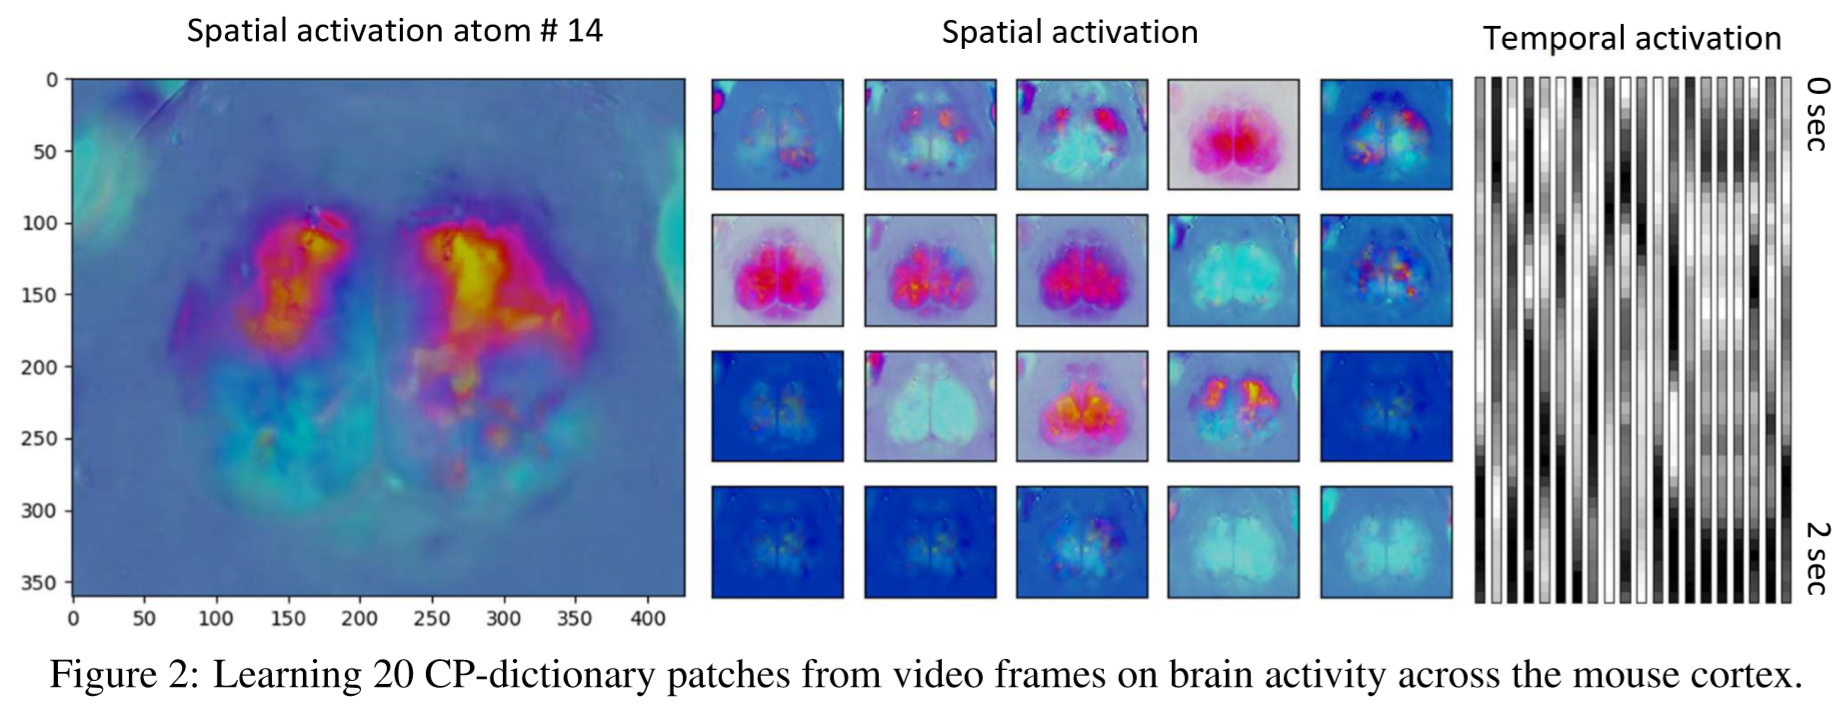 Spatial activation atom # 14
Spatial activation
Temporal activation
0
50
100
150
200
250
300
350
0 50 100 150 200 250 300 350 400
0 sec
2 sec
Figure 2: Learning 20 CP-dictionary patches from video frames on brain activity across the mouse cortex.